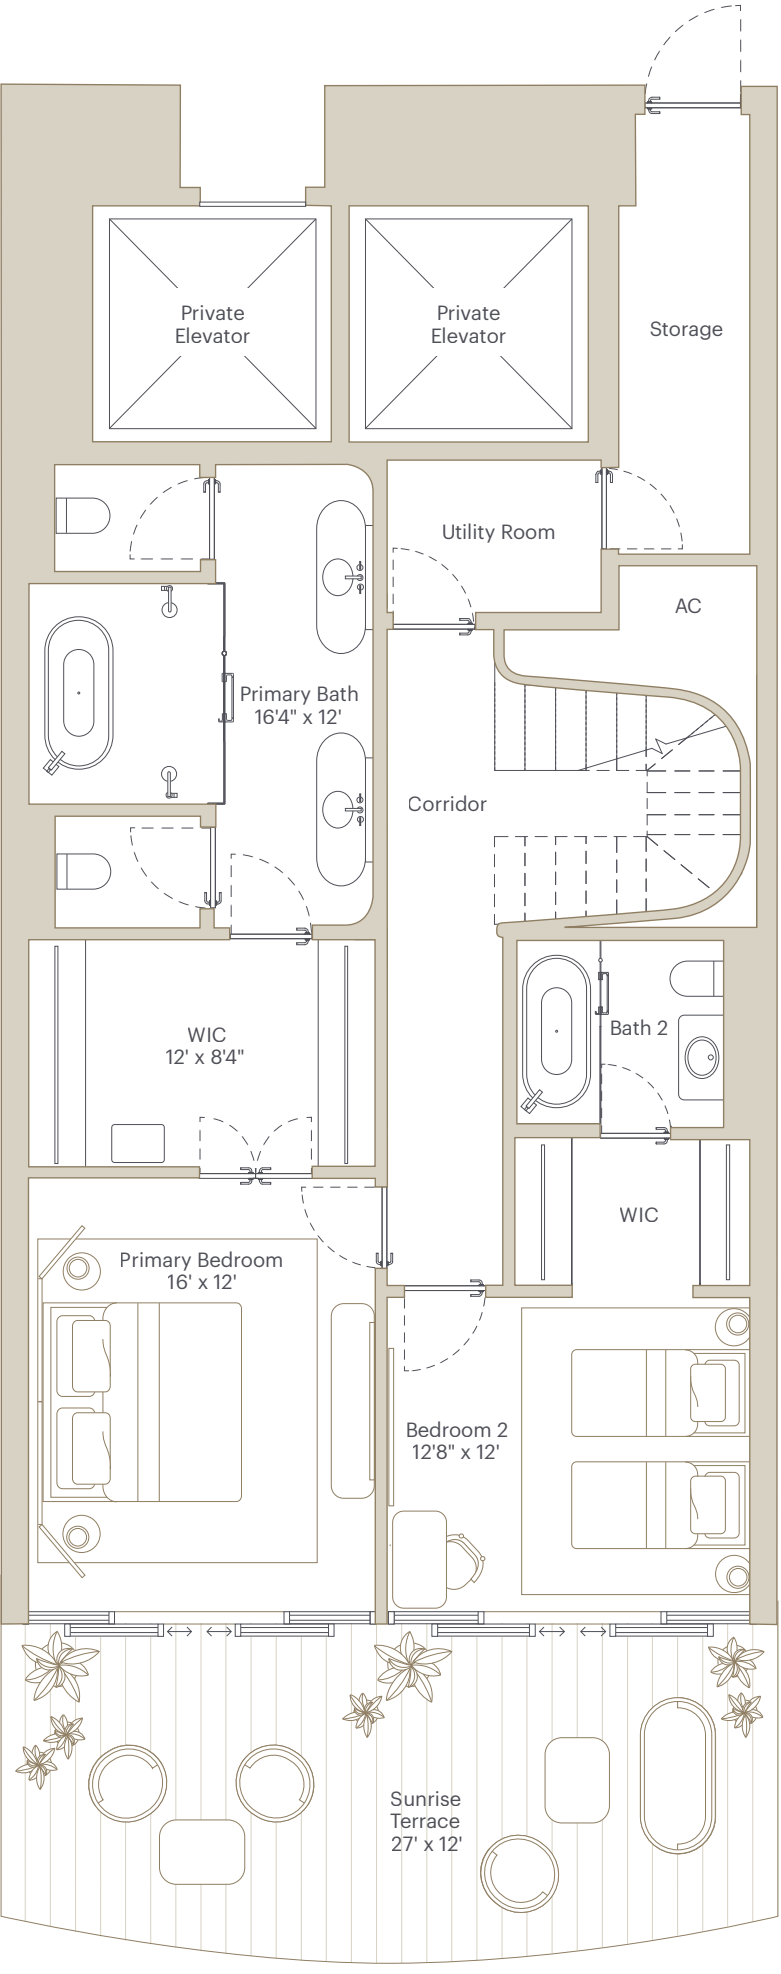 Private
Elevator
Private
Elevator
Storage
Utility Room
AC
Primary Bath
16'4" x 12'
Corridor
WIC
12' x 8'4"
Bath 2
WIC
Primary Bedroom
16' x 12'
Bedroom 2
12'8" x 12'
Sunrise
Terrace
27' x 12'